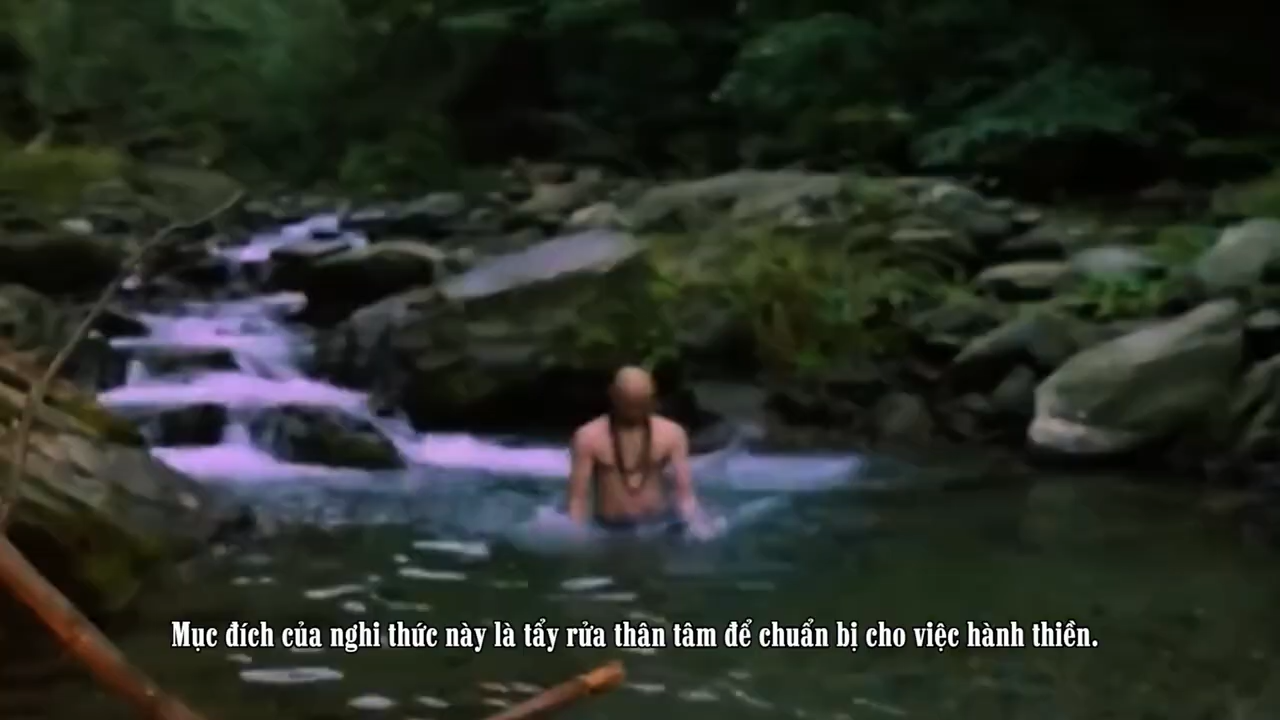 Mục đích của nghi thức này là tẩy rửa thân tâm để chuẩn bị cho việc hành thiền.